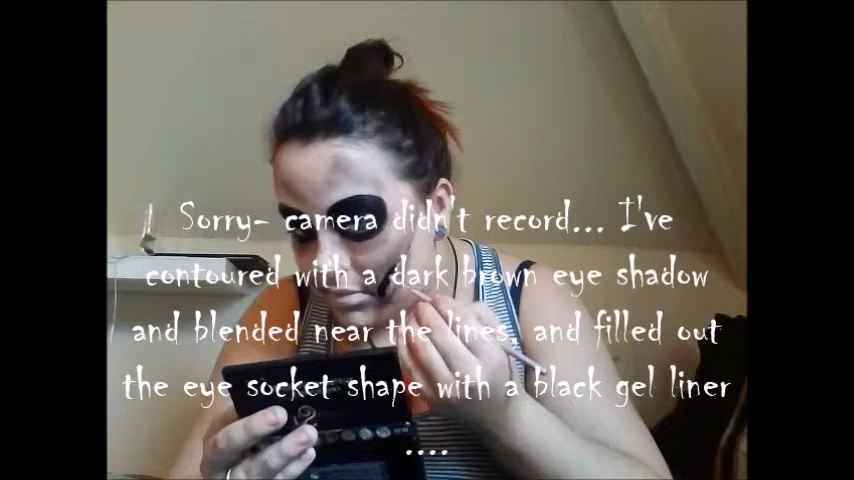 Sorry- camera didn't record... I've
contoured with a dark brown eye shadow
and blended near the lines, and filled out
the eye socket shape with a black gel liner
....